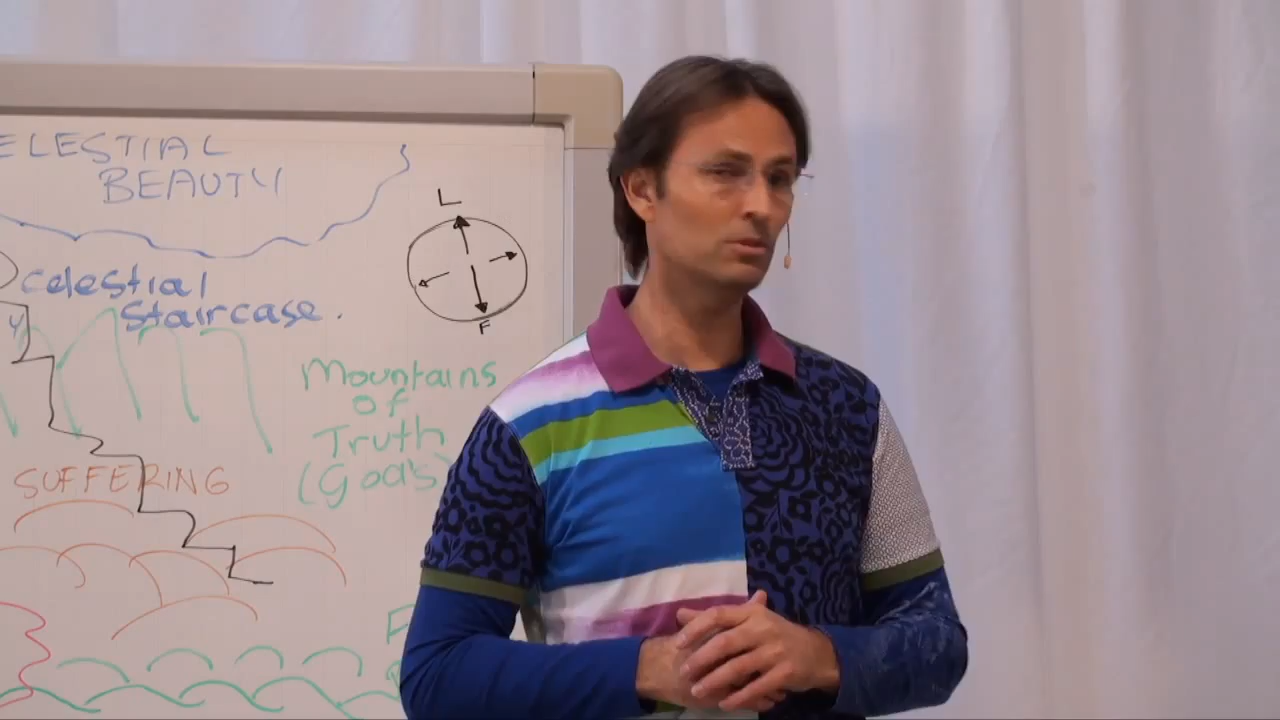 ELESTIAL
BEAUTY
L
celestial
staircase.
F
Mountains
of
Truth
(God's)
SUFFERING
F